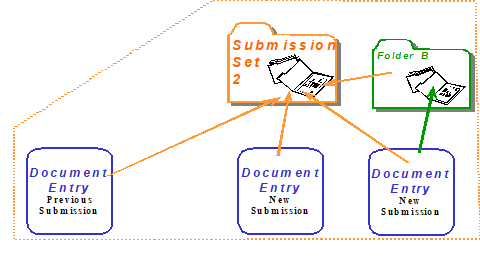 Submission
Set
2
Folder B
Document
Entry
Previous
Submission
Document
Entry
New
Submission
Document
Entry
New
Submission